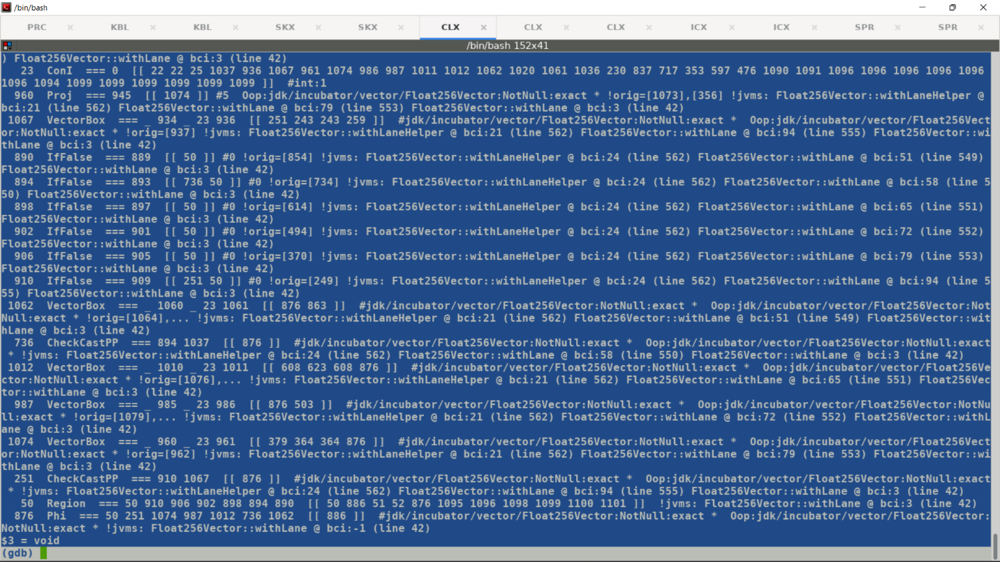 /bin/bash
PRC × KBL × KBL × SKX × SKX × CLX × CLX × CLX × ICX × ICX × SPR × SPR ×
/bin/bash 152x41
) Float256Vector::withLane @ bci:3 (line 42)
   23  ConI  === 0  [[ 22 22 25 1037 936 1067 961 1074 986 987 1011 1012 1062 1020 1061 1036 230 837 717 353 597 476 1090 1091 1096 1096 1096 1096 1096
1096 1094 1099 1099 1099 1099 1099 1099 ]]  #int:1
  960  Proj  === 945  [[ 1074 ]] #5  Oop:jdk/incubator/vector/Float256Vector:NotNull:exact * !orig=[1073],[356] !jvms: Float256Vector::withLaneHelper @
bci:21 (line 562) Float256Vector::withLane @ bci:79 (line 553) Float256Vector::withLane @ bci:3 (line 42)
 1067  VectorBox  === _ 934 _ 23 936  [[ 251 243 243 259 ]]  #jdk/incubator/vector/Float256Vector:NotNull:exact *  Oop:jdk/incubator/vector/Float256Vect
or:NotNull:exact * !orig=[937] !jvms: Float256Vector::withLaneHelper @ bci:21 (line 562) Float256Vector::withLane @ bci:94 (line 555) Float256Vector::wi
thLane @ bci:3 (line 42)
  890  IfFalse  === 889  [[ 50 ]] #0 !orig=[854] !jvms: Float256Vector::withLaneHelper @ bci:24 (line 562) Float256Vector::withLane @ bci:51 (line 549)
Float256Vector::withLane @ bci:3 (line 42)
  894  IfFalse  === 893  [[ 736 50 ]] #0 !orig=[734] !jvms: Float256Vector::withLaneHelper @ bci:24 (line 562) Float256Vector::withLane @ bci:58 (line 5
50) Float256Vector::withLane @ bci:3 (line 42)
  898  IfFalse  === 897  [[ 50 ]] #0 !orig=[614] !jvms: Float256Vector::withLaneHelper @ bci:24 (line 562) Float256Vector::withLane @ bci:65 (line 551)
Float256Vector::withLane @ bci:3 (line 42)
  902  IfFalse  === 901  [[ 50 ]] #0 !orig=[494] !jvms: Float256Vector::withLaneHelper @ bci:24 (line 562) Float256Vector::withLane @ bci:72 (line 552)
Float256Vector::withLane @ bci:3 (line 42)
  906  IfFalse  === 905  [[ 50 ]] #0 !orig=[370] !jvms: Float256Vector::withLaneHelper @ bci:24 (line 562) Float256Vector::withLane @ bci:79 (line 553)
Float256Vector::withLane @ bci:3 (line 42)
  910  IfFalse  === 909  [[ 251 50 ]] #0 !orig=[249] !jvms: Float256Vector::withLaneHelper @ bci:24 (line 562) Float256Vector::withLane @ bci:94 (line 5
55) Float256Vector::withLane @ bci:3 (line 42)
 1062  VectorBox  === _ 1060 _ 23 1061  [[ 876 863 ]]  #jdk/incubator/vector/Float256Vector:NotNull:exact *  Oop:jdk/incubator/vector/Float256Vector:Not
Null:exact * !orig=[1064],... !jvms: Float256Vector::withLaneHelper @ bci:21 (line 562) Float256Vector::withLane @ bci:51 (line 549) Float256Vector::wit
hLane @ bci:3 (line 42)
  736  CheckCastPP  === 894 1037  [[ 876 ]]  #jdk/incubator/vector/Float256Vector:NotNull:exact *  Oop:jdk/incubator/vector/Float256Vector:NotNull:exact
 * !jvms: Float256Vector::withLaneHelper @ bci:24 (line 562) Float256Vector::withLane @ bci:58 (line 550) Float256Vector::withLane @ bci:3 (line 42)
 1012  VectorBox  === _ 1010 _ 23 1011  [[ 608 623 608 876 ]]  #jdk/incubator/vector/Float256Vector:NotNull:exact *  Oop:jdk/incubator/vector/Float256Ve
ctor:NotNull:exact * !orig=[1076],... !jvms: Float256Vector::withLaneHelper @ bci:21 (line 562) Float256Vector::withLane @ bci:65 (line 551) Float256Vec
tor::withLane @ bci:3 (line 42)
  987  VectorBox  === _ 985 _ 23 986  [[ 876 503 ]]  #jdk/incubator/vector/Float256Vector:NotNull:exact *  Oop:jdk/incubator/vector/Float256Vector:NotNu
ll:exact * !orig=[1079],... !jvms: Float256Vector::withLaneHelper @ bci:21 (line 562) Float256Vector::withLane @ bci:72 (line 552) Float256Vector::withL
ane @ bci:3 (line 42)
 1074  VectorBox  === _ 960 _ 23 961  [[ 379 364 364 876 ]]  #jdk/incubator/vector/Float256Vector:NotNull:exact *  Oop:jdk/incubator/vector/Float256Vect
or:NotNull:exact * !orig=[962] !jvms: Float256Vector::withLaneHelper @ bci:21 (line 562) Float256Vector::withLane @ bci:79 (line 553) Float256Vector::wi
thLane @ bci:3 (line 42)
  251  CheckCastPP  === 910 1067  [[ 876 ]]  #jdk/incubator/vector/Float256Vector:NotNull:exact *  Oop:jdk/incubator/vector/Float256Vector:NotNull:exact
 * !jvms: Float256Vector::withLaneHelper @ bci:24 (line 562) Float256Vector::withLane @ bci:94 (line 555) Float256Vector::withLane @ bci:3 (line 42)
   50  Region  === 50 910 906 902 898 894 890  [[ 50 886 51 52 876 1095 1096 1098 1099 1100 1101 ]]  !jvms: Float256Vector::withLane @ bci:3 (line 42)
  876  Phi  === 50 251 1074 987 1012 736 1062  [[ 886 ]]  #jdk/incubator/vector/Float256Vector:NotNull:exact *  Oop:jdk/incubator/vector/Float256Vector:
NotNull:exact * !jvms: Float256Vector::withLane @ bci:-1 (line 42)
$3 = void
(gdb)